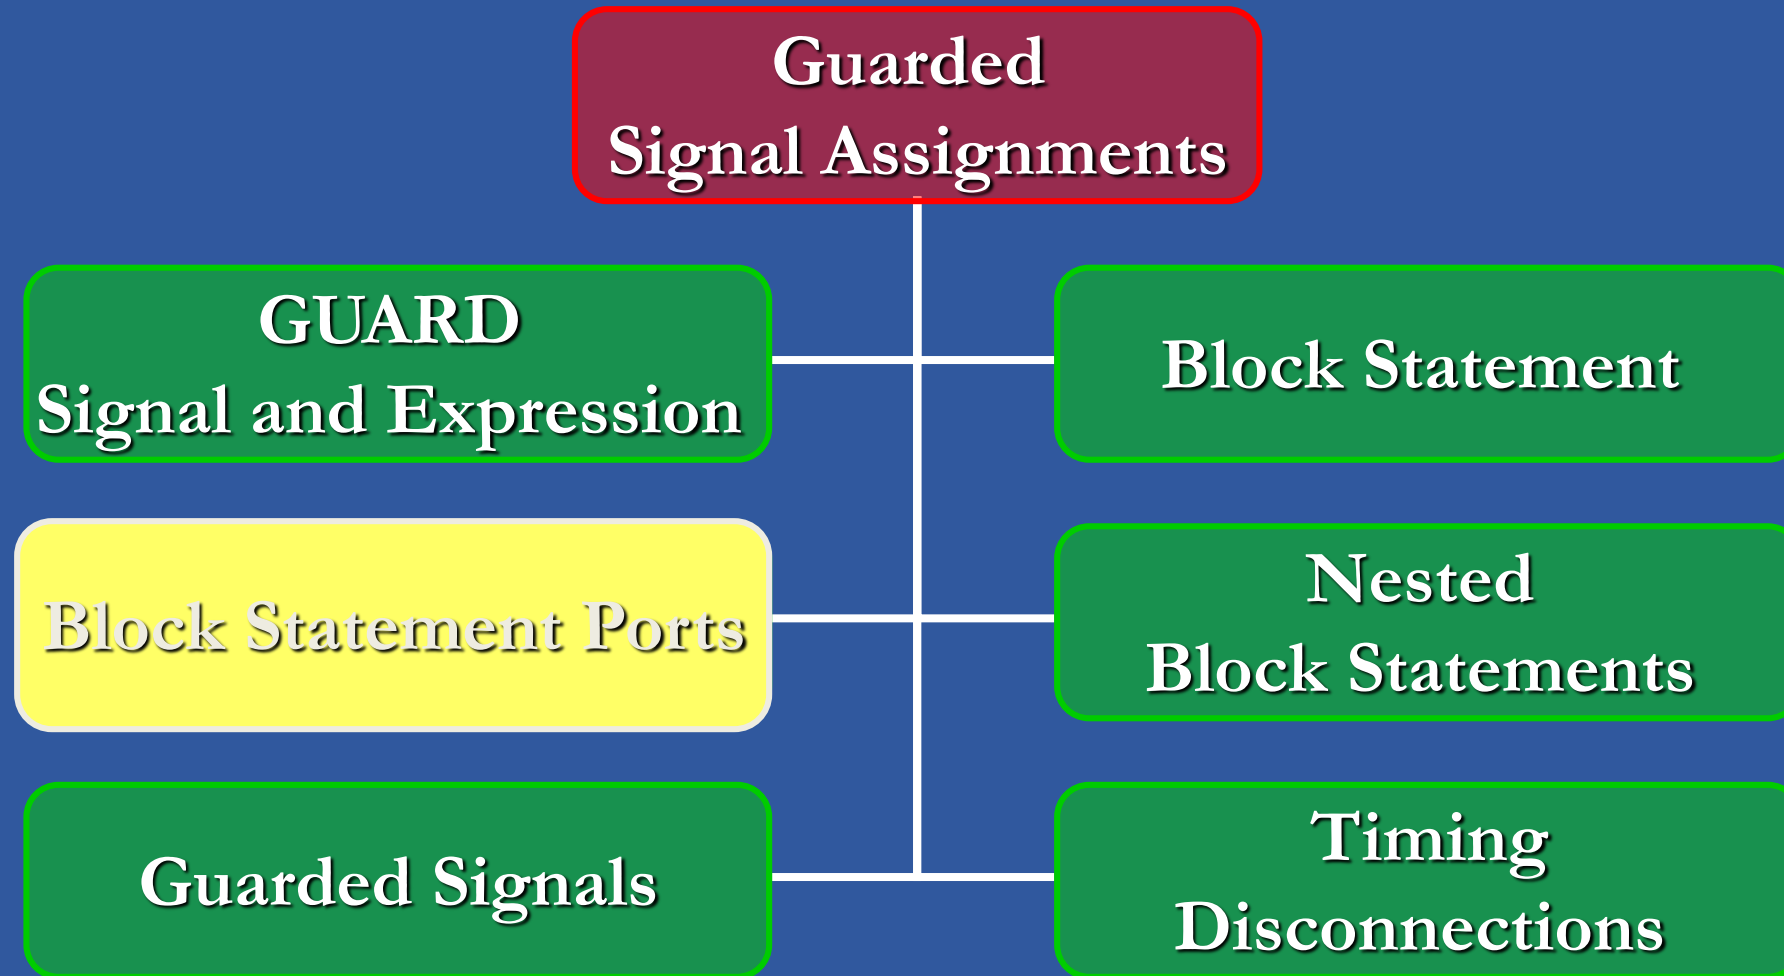 Guarded
Signal Assignments
GUARD
Signal and Expression
Block Statement
Block Statement Ports
Nested
Block Statements
Guarded Signals
Timing
Disconnections